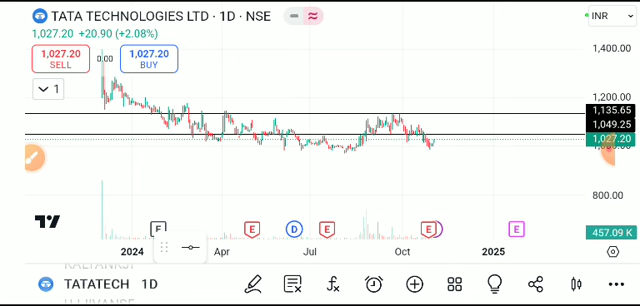 TATA TECHNOLOGIES LTD · 1D · NSE
INR
1,027.20 +20.90 (+2.08%)
1,027.20
SELL
0.00
1,027.20
BUY
1
1,400.00
1,200.00
1,135.65
1,049.25
1,027.20
800.00
457.09 K
E
E
D
E
E
E
2024
Apr
Jul
Oct
2025
TATATECH 1D